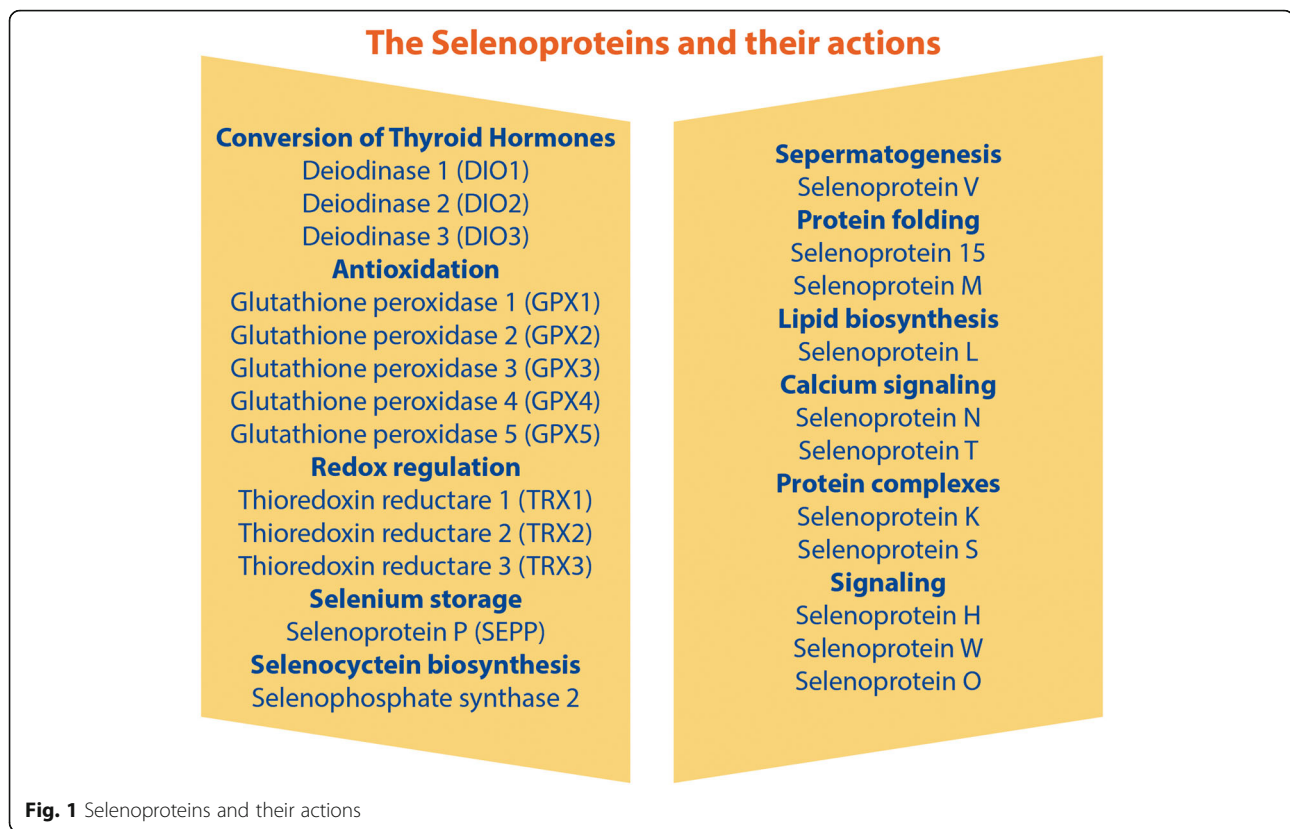 The Selenoproteins and their actions
Conversion of Thyroid Hormones
Deiodinase 1 (DIO1)
Deiodinase 2 (DIO2)
Deiodinase 3 (DIO3)
Antioxidation
Glutathione peroxidase 1 (GPX1)
Glutathione peroxidase 2 (GPX2)
Glutathione peroxidase 3 (GPX3)
Glutathione peroxidase 4 (GPX4)
Glutathione peroxidase 5 (GPX5)
Redox regulation
Thioredoxin reductare 1 (TRX1)
Thioredoxin reductare 2 (TRX2)
Thioredoxin reductare 3 (TRX3)
Selenium storage
Selenoprotein P (SEPP)
Selenocyctein biosynthesis
Selenophosphate synthase 2
Sepermatogenesis
Selenoprotein V
Protein folding
Selenoprotein 15
Selenoprotein M
Lipid biosynthesis
Selenoprotein L
Calcium signaling
Selenoprotein N
Selenoprotein T
Protein complexes
Selenoprotein K
Selenoprotein S
Signaling
Selenoprotein H
Selenoprotein W
Selenoprotein O
Fig. 1 Selenoproteins and their actions